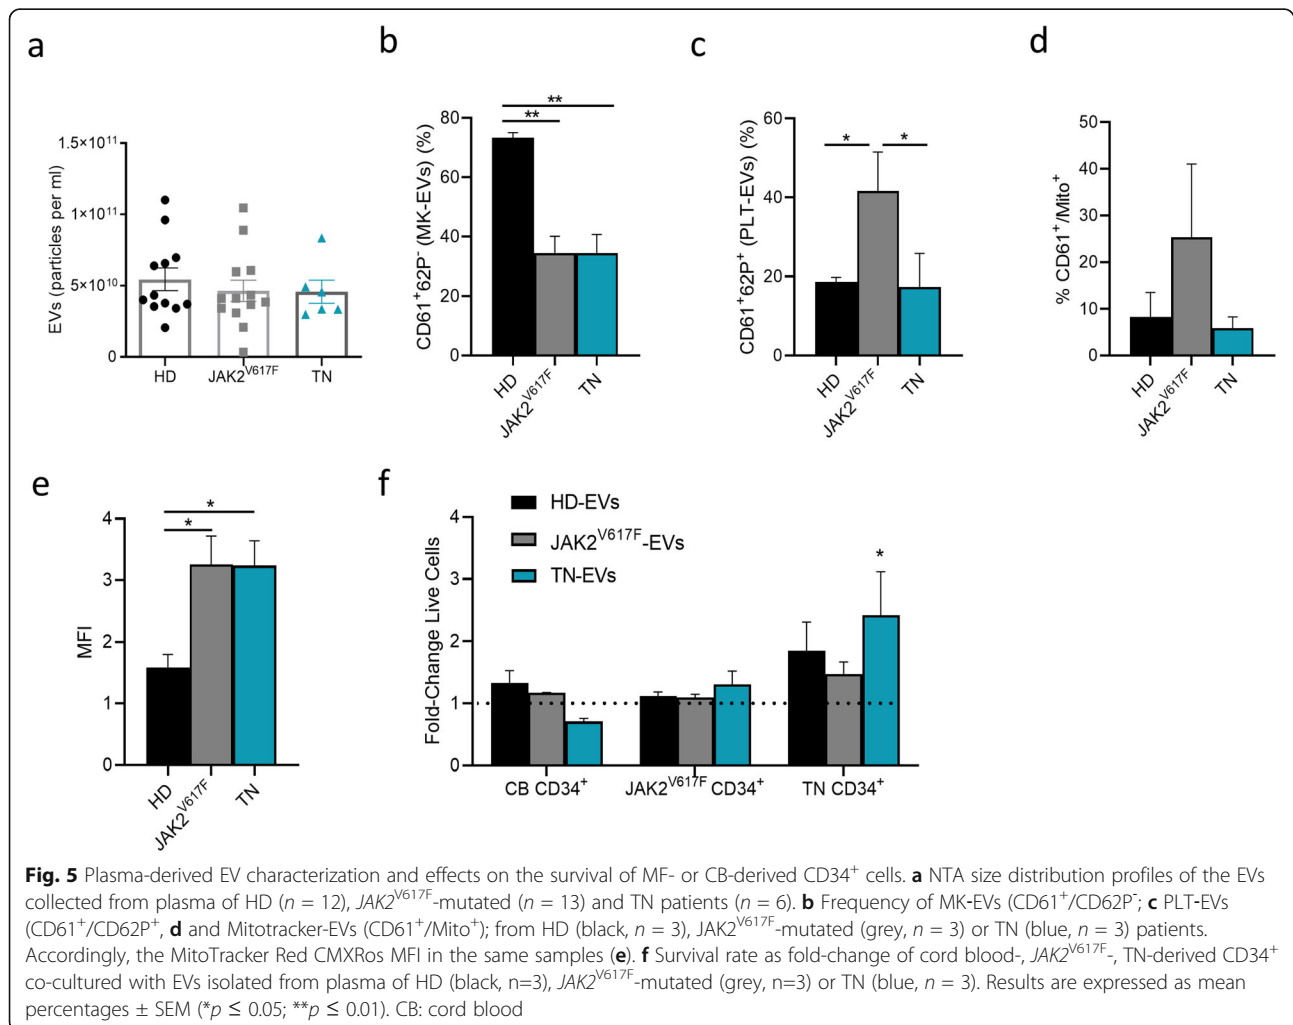 a
EVs (particles per ml)
1.5×10¹¹
1×10¹¹
5×10¹⁰
0
HD
JAK2ⱽ⁶¹⁷ᶠ
TN
b
CD61⁺62P⁻ (MK-EVs) (%)
80
60
40
20
0
**
**
HD
JAK2ⱽ⁶¹⁷ᶠ
TN
c
CD61⁺62P⁺ (PLT-EVs) (%)
60
40
20
0
* *
HD
JAK2ⱽ⁶¹⁷ᶠ
TN
d
% CD61⁺/Mito⁺
50
40
30
20
10
0
HD
JAK2ⱽ⁶¹⁷ᶠ
TN
e
MFI
4
3
2
1
0
*
*
HD
JAK2ⱽ⁶¹⁷ᶠ
TN
f
HD-EVs
JAK2ⱽ⁶¹⁷ᶠ-EVs
TN-EVs
Fold-Change Live Cells
4
3
2
1
0
*
CB CD34⁺
JAK2ⱽ⁶¹⁷ᶠ CD34⁺
TN CD34⁺
Fig. 5 Plasma-derived EV characterization and effects on the survival of MF- or CB-derived CD34⁺ cells. a NTA size distribution profiles of the EVs
collected from plasma of HD (n = 12), JAK2ⱽ⁶¹⁷ᶠ-mutated (n = 13) and TN patients (n = 6). b Frequency of MK-EVs (CD61⁺/CD62P⁻; c PLT-EVs
(CD61⁺/CD62P⁺, d and Mitotracker-EVs (CD61⁺/Mito⁺); from HD (black, n = 3), JAK2ⱽ⁶¹⁷ᶠ-mutated (grey, n = 3) or TN (blue, n = 3) patients.
Accordingly, the MitoTracker Red CMXRos MFI in the same samples (e). f Survival rate as fold-change of cord blood-, JAK2ⱽ⁶¹⁷ᶠ-, TN-derived CD34⁺
co-cultured with EVs isolated from plasma of HD (black, n=3), JAK2ⱽ⁶¹⁷ᶠ-mutated (grey, n=3) or TN (blue, n = 3). Results are expressed as mean
percentages ± SEM (*p ≤ 0.05; **p ≤ 0.01). CB: cord blood